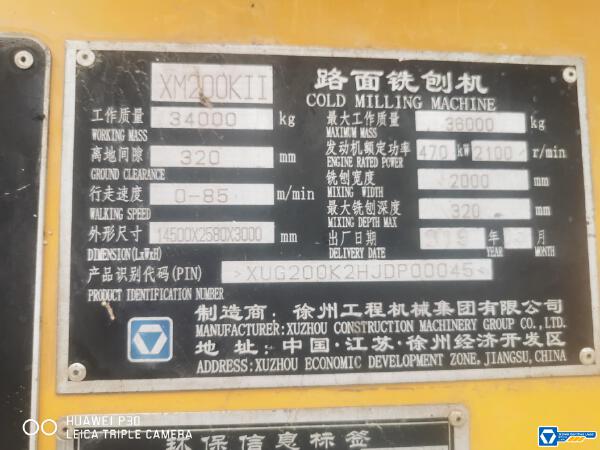 XM200KII
路面铣刨机
COLD MILLING MACHINE
工作质量 34000 kg
WORKING MASS
最大工作质量 36000 kg
MAXIMUM MASS
离地间隙 320 mm
GROUND CLEARANCE
发动机额定功率 470 kW 2100 r/min
ENGINE RATED POWER
行走速度 0-85 m/min
WALKING SPEED
铣刨宽度 2000 mm
MIXING WIDTH
外形尺寸 14500X2580X3000 mm
DIMENSION(LxWxH)
最大铣刨深度 320 mm
MIXING DEPTH MAX
出厂日期 年 月
DELIVERY DATE YEAR MONTH
产品识别代码(PIN) >XUG200K2HJDP00045<
PRODUCT IDENTIFICATION NUMBER
制造商:徐州工程机械集团有限公司
MANUFACTURER:XUZHOU CONSTRUCTION MACHINERY GROUP CO., LTD.
地 址:中国·江苏·徐州经济开发区
ADDRESS:XUZHOU ECONOMIC DEVELOPMENT ZONE, JIANGSU, CHINA
环保信息标签
HUAWEI P30
LEICA TRIPLE CAMERA